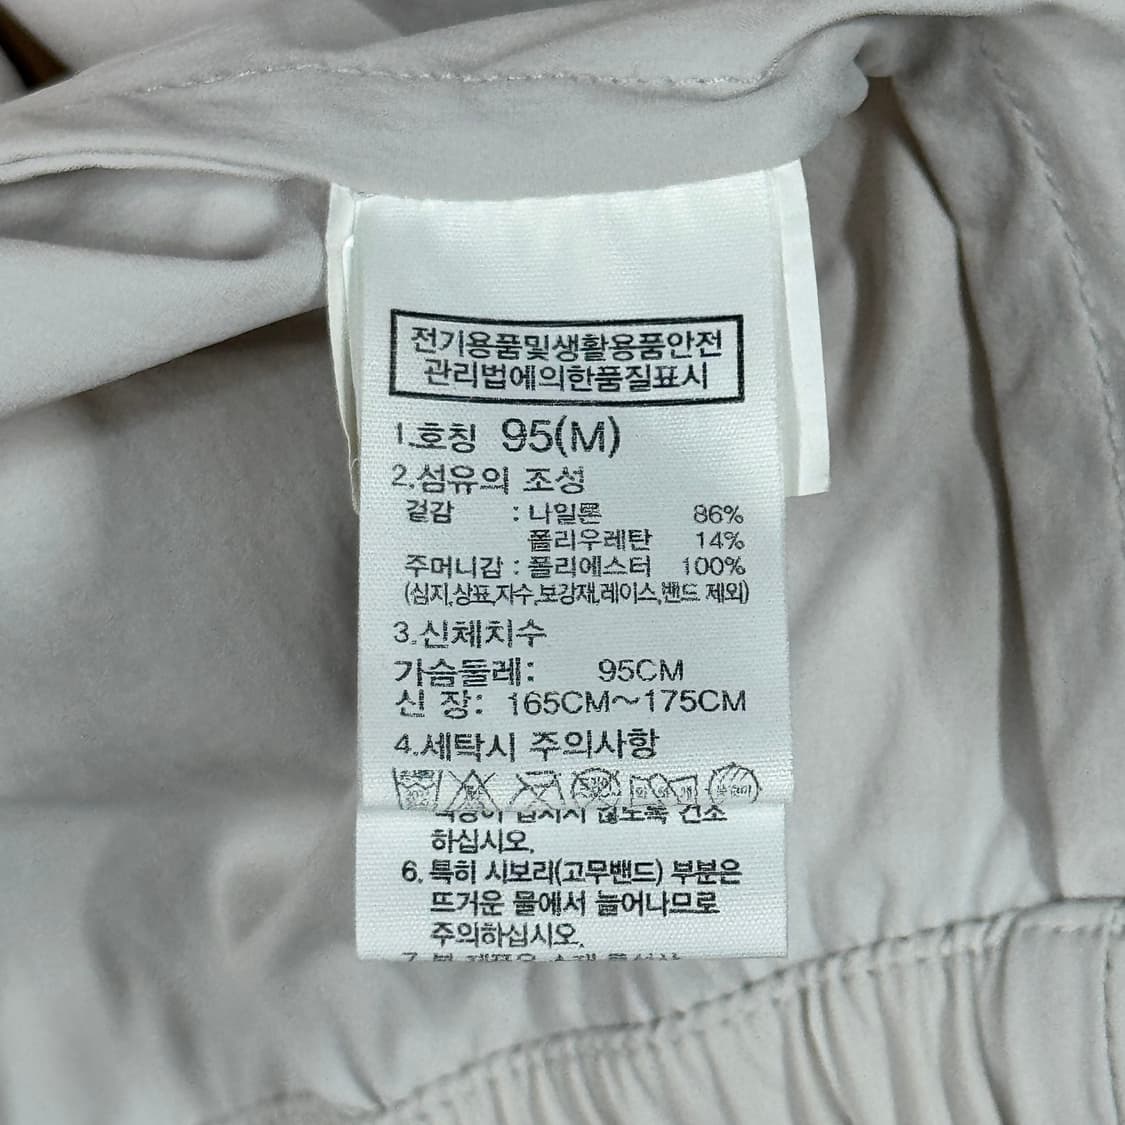 전기용품및생활용품안전
관리법에의한품질표시
1.호칭 95(M)
2.섬유의 조성
겉감 : 나일론 86%
폴리우레탄 14%
주머니감 : 폴리에스터 100%
(심지,상표,자수,보강재,레이스,밴드 제외)
3.신체치수
가슴둘레: 95CM
신 장: 165CM~175CM
4.세탁시 주의사항
않도록 건조
하십시오.
6. 특히 시보리(고무밴드) 부분은
뜨거운 물에서 늘어나므로
주의하십시오.